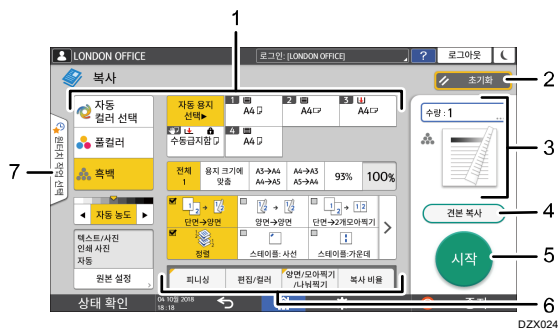 1
LONDON OFFICE
로그인: [LONDON OFFICE]
?
로그아웃
복사
초기화
2
자동
컬러 선택
풀컬러
흑백
자동 농도
텍스트/사진
인쇄 사진
자동
원본 설정
원터치 작업 선택
7
자동 용지
선택▶
1
A4
2
A4
3
A4
수동급지함
4
A4
전체
1
용지 크기에
맞춤
A3→A4
A4→A5
A4→A3
A5→A4
93%
100%
단면→양면
양면→양면
단면→2개모아찍기
정렬
스테이플: 사선
스테이플:가운데
피니싱
편집/컬러
양면/모아찍기
/나눠찍기
복사 비율
수량: 1
3
견본 복사
4
시작
5
상태 확인
04 10월 2018
18:18
6
DZX024